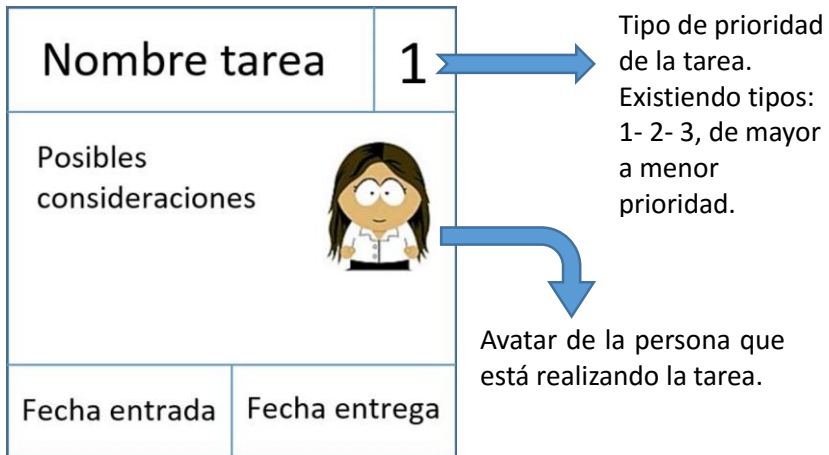 Nombre tarea
1
Tipo de prioridad
de la tarea.
Existiendo tipos:
1- 2- 3, de mayor
a menor
prioridad.
Posibles
consideraciones
Avatar de la persona que
está realizando la tarea.
Fecha entrada
Fecha entrega